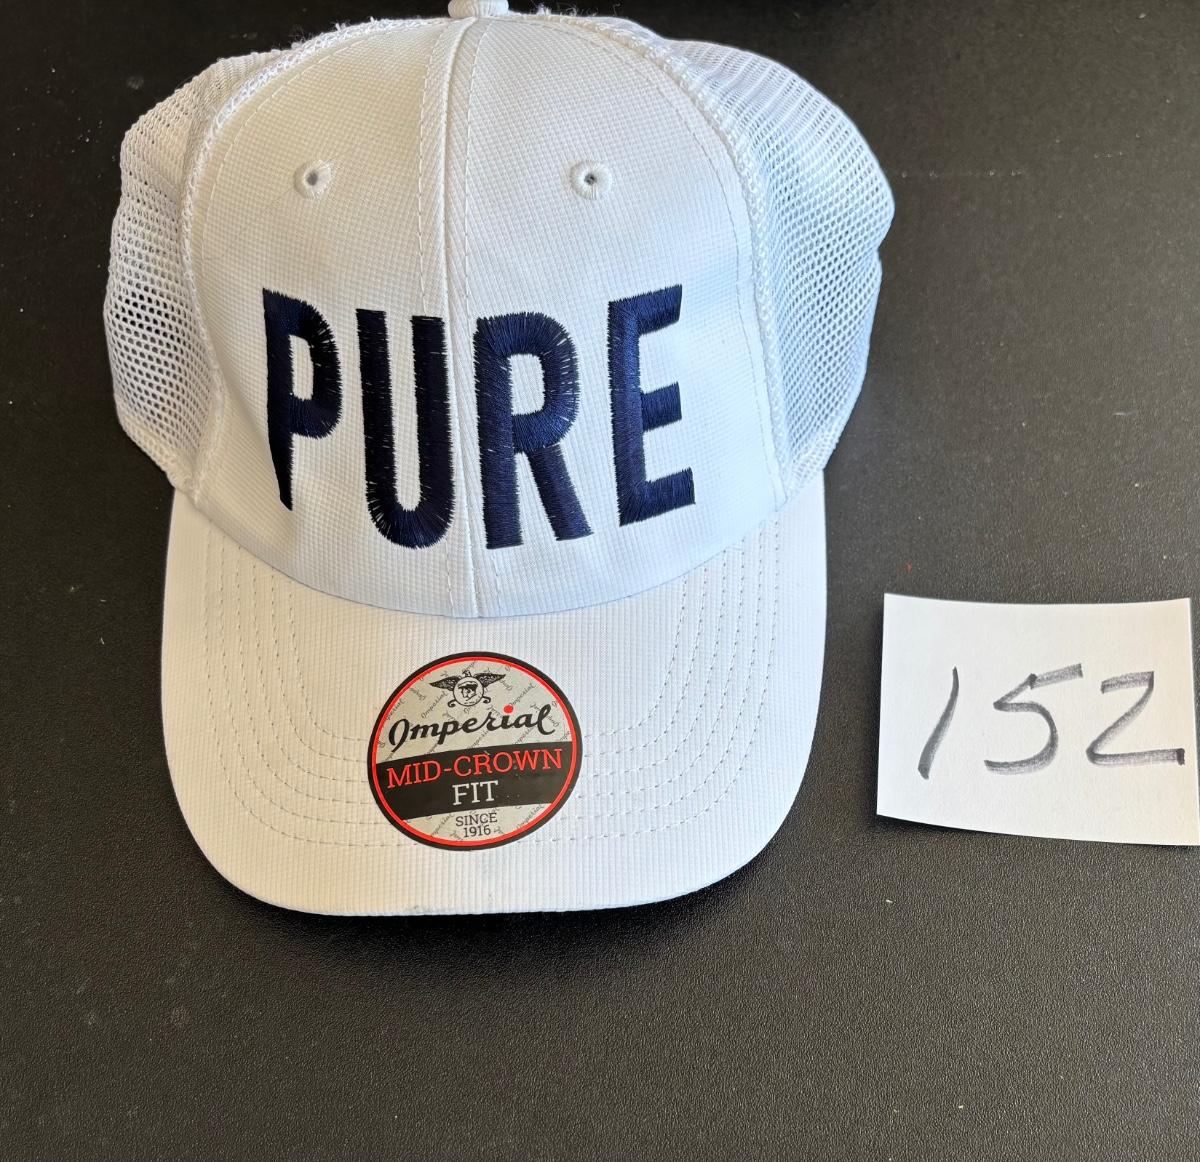 PURE
Imperial
MID-CROWN
FIT
SINCE
1916
152